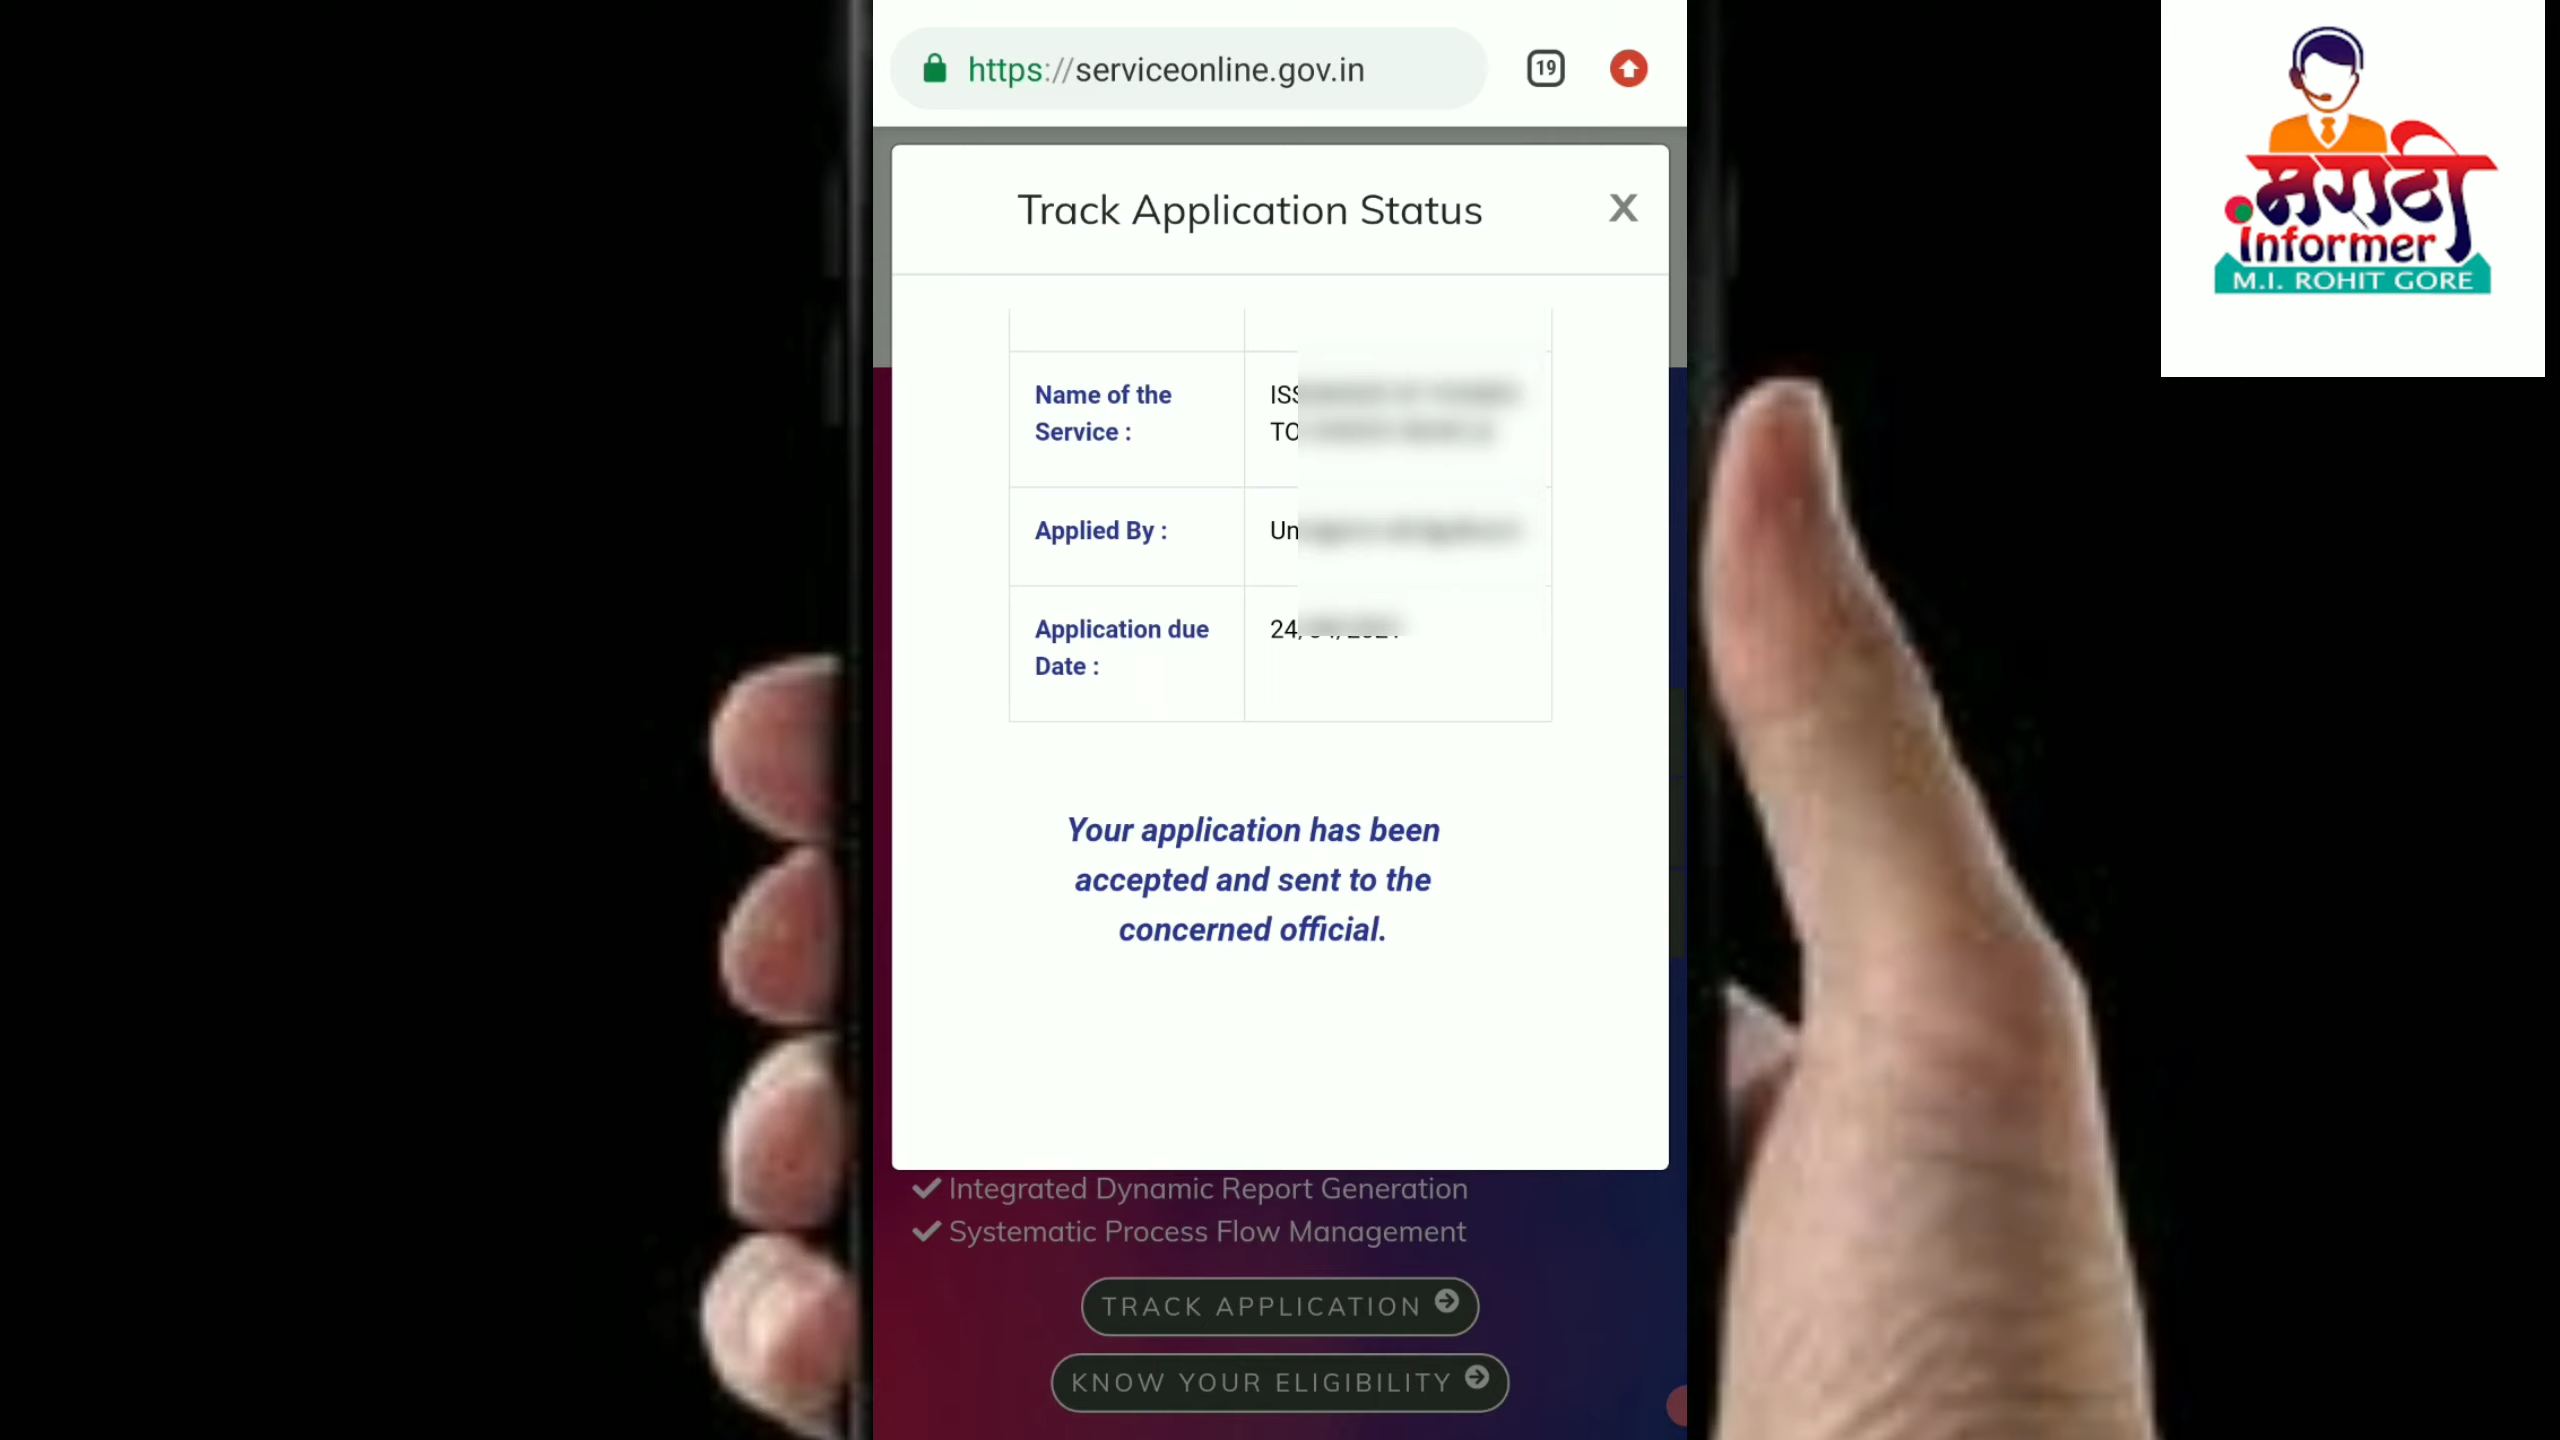 https://serviceonline.gov.in
19
मराठी
Informer
M.I. ROHIT GORE
Track Application Status
X
Name of the
Service :
Applied By :
Application due
Date :
Your application has been
accepted and sent to the
concerned official.
Integrated Dynamic Report Generation
Systematic Process Flow Management
TRACK APPLICATION
KNOW YOUR ELIGIBILITY